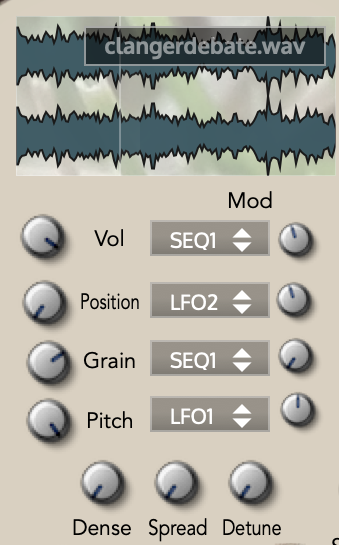 clangerdebate.wav
Mod
Vol SEQ1
Position LFO2
Grain SEQ1
Pitch LFO1
Dense Spread Detune